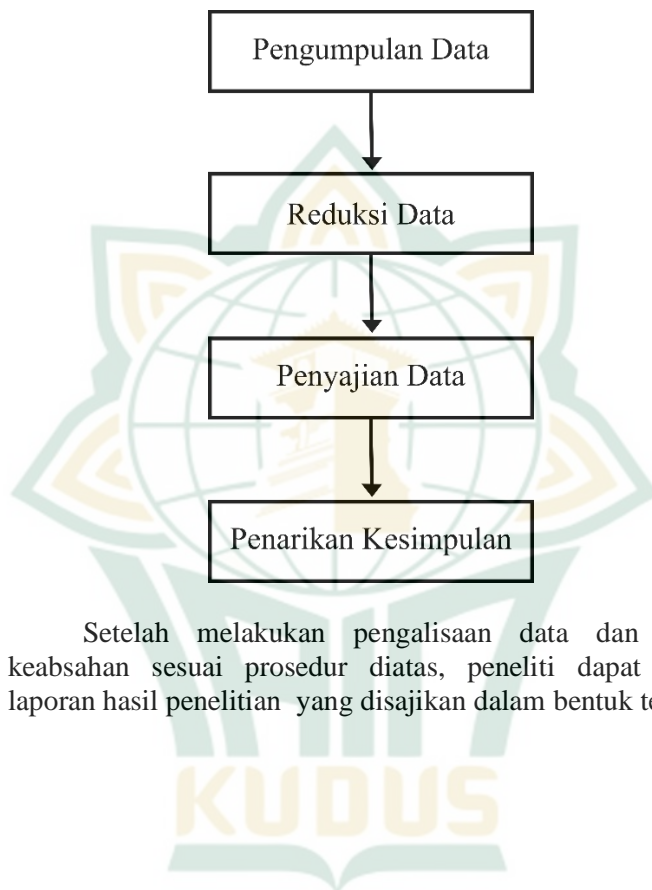 Pengumpulan Data
Reduksi Data
Penyajian Data
Penarikan Kesimpulan
Setelah melakukan pengalisaan data dan
keabsahan sesuai prosedur diatas, peneliti dapat
laporan hasil penelitian yang disajikan dalam bentuk
KUDUS